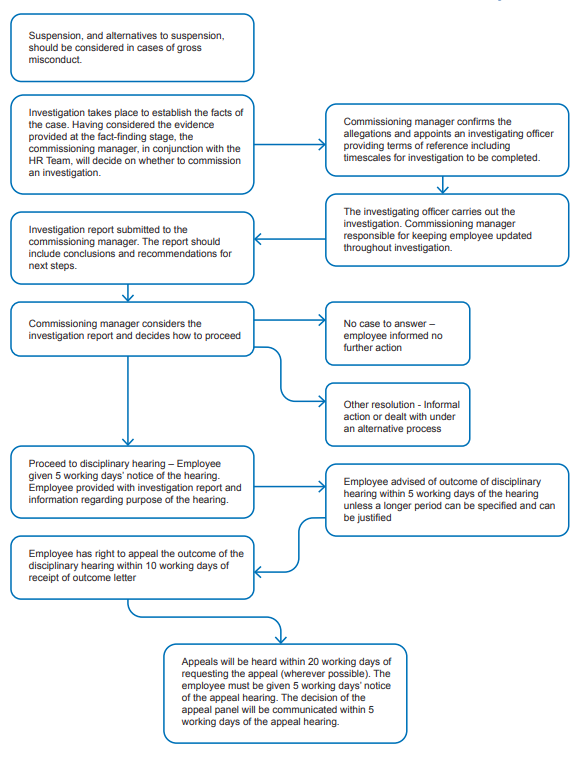 Suspension, and alternatives to suspension,
should be considered in cases of gross
misconduct.
Investigation takes place to establish the facts of
the case. Having considered the evidence
provided at the fact-finding stage, the
commissioning manager, in conjunction with the
HR Team, will decide on whether to commission
an investigation.
Commissioning manager confirms the
allegations and appoints an investigating officer
providing terms of reference including
timescales for investigation to be completed.
The investigating officer carries out the
investigation. Commissioning manager
responsible for keeping employee updated
throughout investigation.
Investigation report submitted to the
commissioning manager. The report should
include conclusions and recommendations for
next steps.
Commissioning manager considers the
investigation report and decides how to proceed
No case to answer –
employee informed no
further action
Other resolution - Informal
action or dealt with under
an alternative process
Proceed to disciplinary hearing – Employee
given 5 working days' notice of the hearing.
Employee provided with investigation report and
information regarding purpose of the hearing.
Employee advised of outcome of disciplinary
hearing within 5 working days of the hearing
unless a longer period can be specified and can
be justified
Employee has right to appeal the outcome of the
disciplinary hearing within 10 working days of
receipt of outcome letter
Appeals will be heard within 20 working days of
requesting the appeal (wherever possible). The
employee must be given 5 working days' notice
of the appeal hearing. The decision of the
appeal panel will be communicated within 5
working days of the appeal hearing.